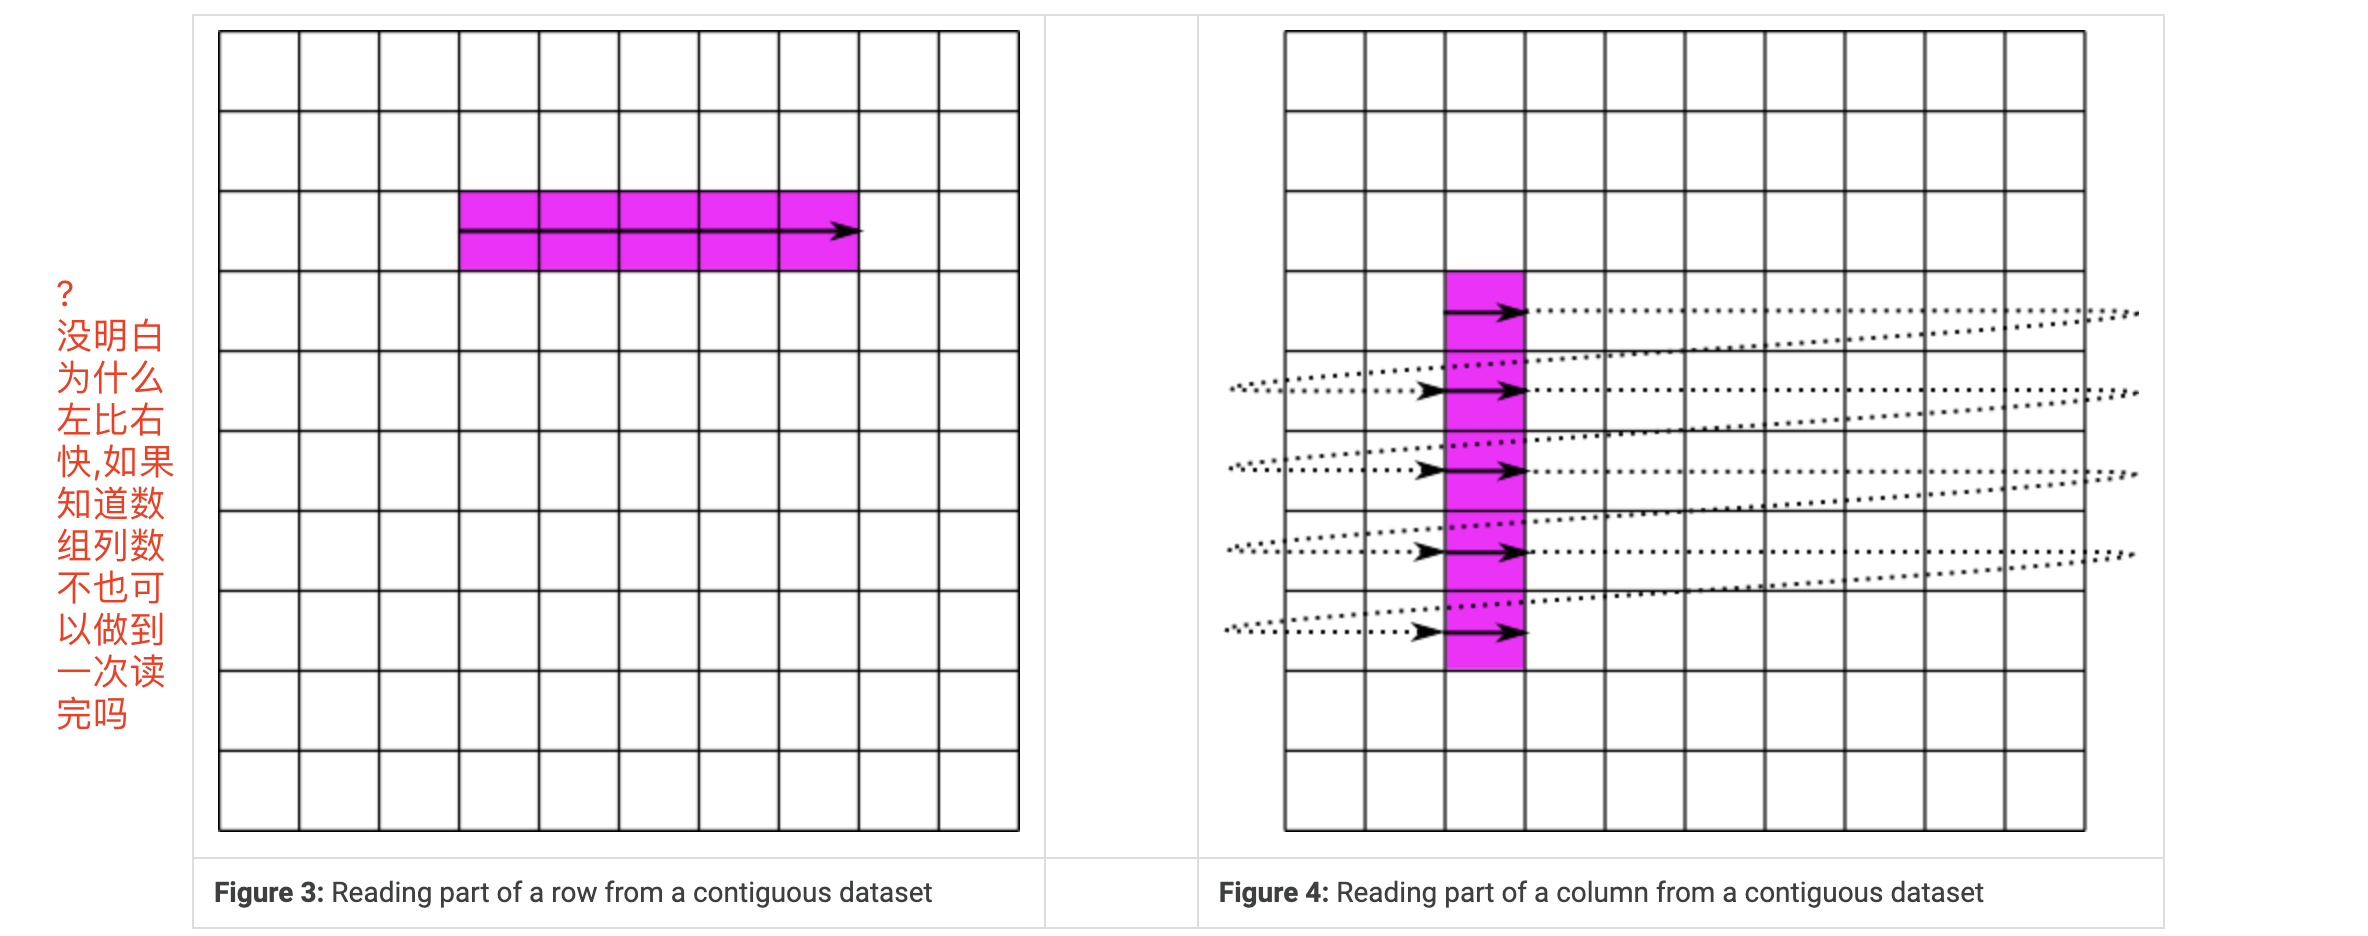 ?
没明白
为什么
左比右
快,如果
知道数
组列数
不也可
以做到
一次读
完吗
Figure 3: Reading part of a row from a contiguous dataset
Figure 4: Reading part of a column from a contiguous dataset